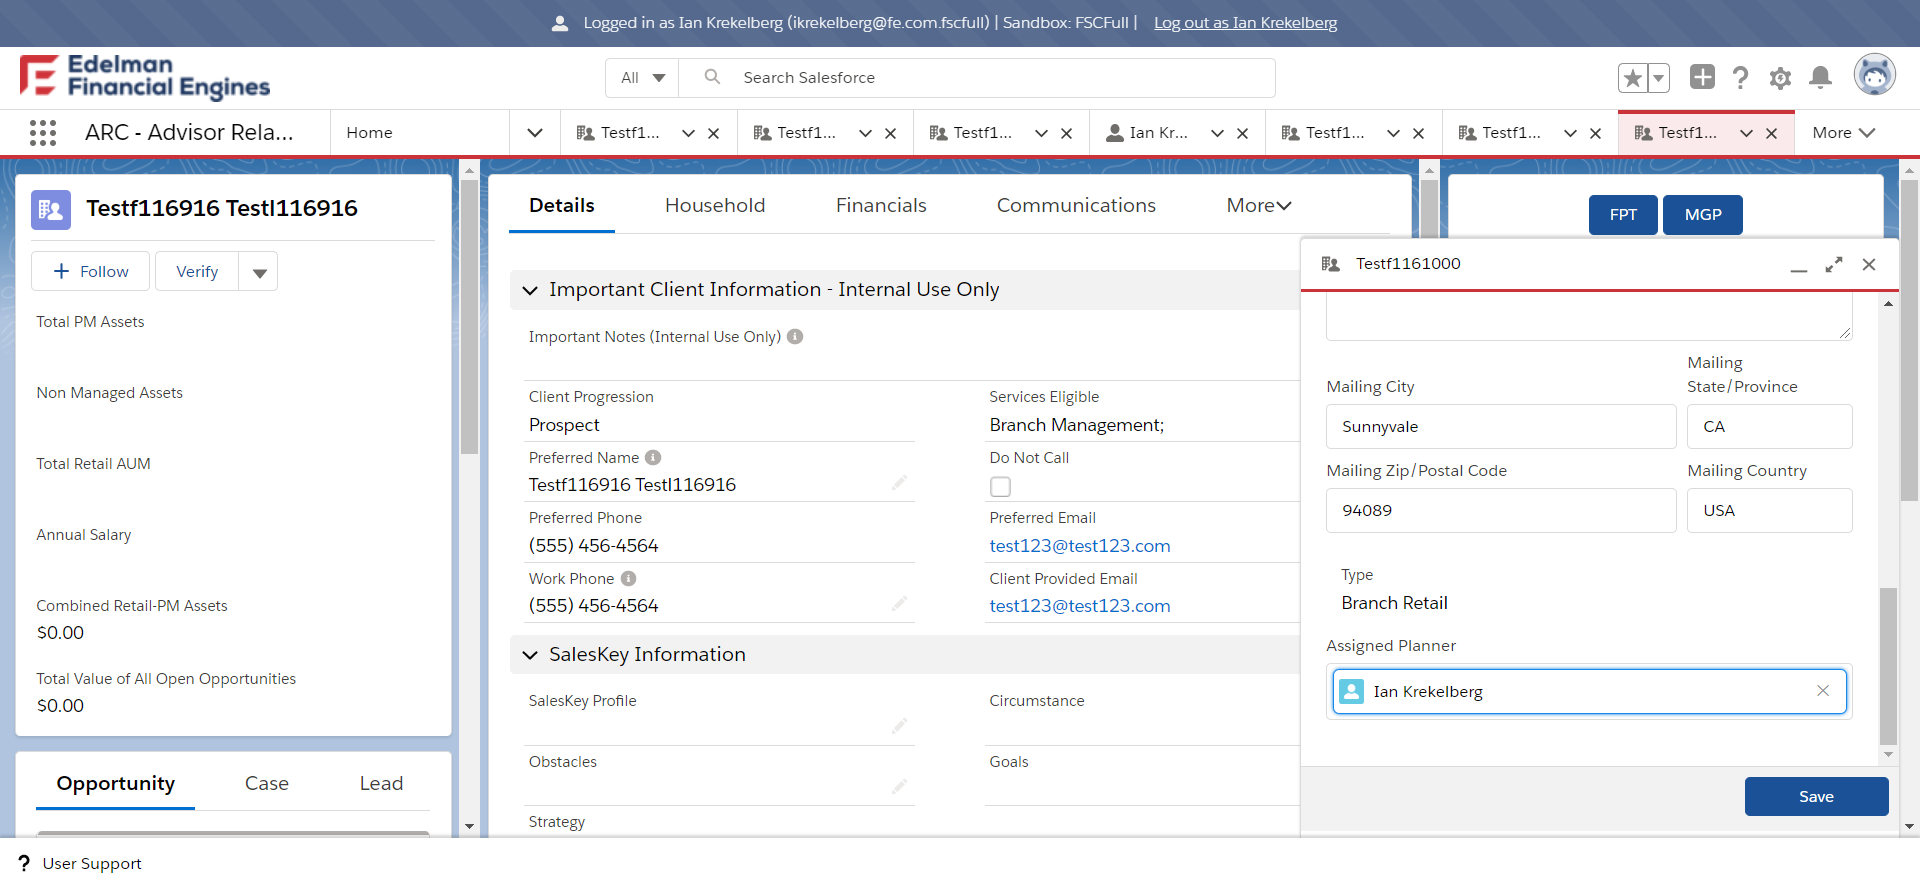 Logged in as Ian Krekelberg (ikrekelberg@fe.com.fscfull) | Sandbox: FSCFull | Log out as Ian Krekelberg
Edelman
Financial Engines
All
Search Salesforce
ARC - Advisor Rela...
Home
Testf1...
Testf1...
Testf1...
Ian Kr...
Testf1...
Testf1...
Testf1...
More
Testf116916 Testl116916
Follow
Verify
Total PM Assets
Non Managed Assets
Total Retail AUM
Annual Salary
Combined Retail-PM Assets
$0.00
Total Value of All Open Opportunities
$0.00
Opportunity
Case
Lead
Details
Household
Financials
Communications
More
Important Client Information - Internal Use Only
Important Notes (Internal Use Only)
Client Progression
Prospect
Services Eligible
Branch Management;
Preferred Name
Testf116916 Testl116916
Do Not Call
Preferred Phone
(555) 456-4564
Preferred Email
test123@test123.com
Work Phone
(555) 456-4564
Client Provided Email
test123@test123.com
SalesKey Information
SalesKey Profile
Circumstance
Obstacles
Goals
Strategy
FPT
MGP
Testf1161000
Mailing City
Sunnyvale
Mailing
State/Province
CA
Mailing Zip/Postal Code
94089
Mailing Country
USA
Type
Branch Retail
Assigned Planner
Ian Krekelberg
Save
? User Support